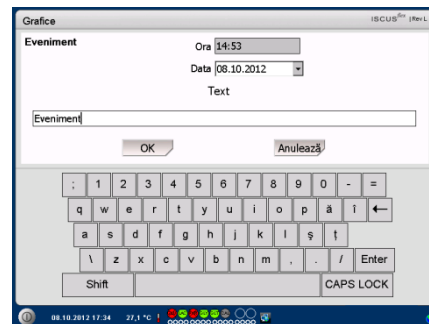 Grafice ISCUSflex |Rev L
Eveniment
Ora 14:53
Data 08.10.2012
Text
Eveniment
OK Anulează
; 1 2 3 4 5 6 7 8 9 0 - =
q w e r t y u i o p ă î ←
a s d f g h j k l ş ţ
\ z x c v b n m , . / Enter
Shift CAPS LOCK
08.10.2012 17:34 27,1 °C !